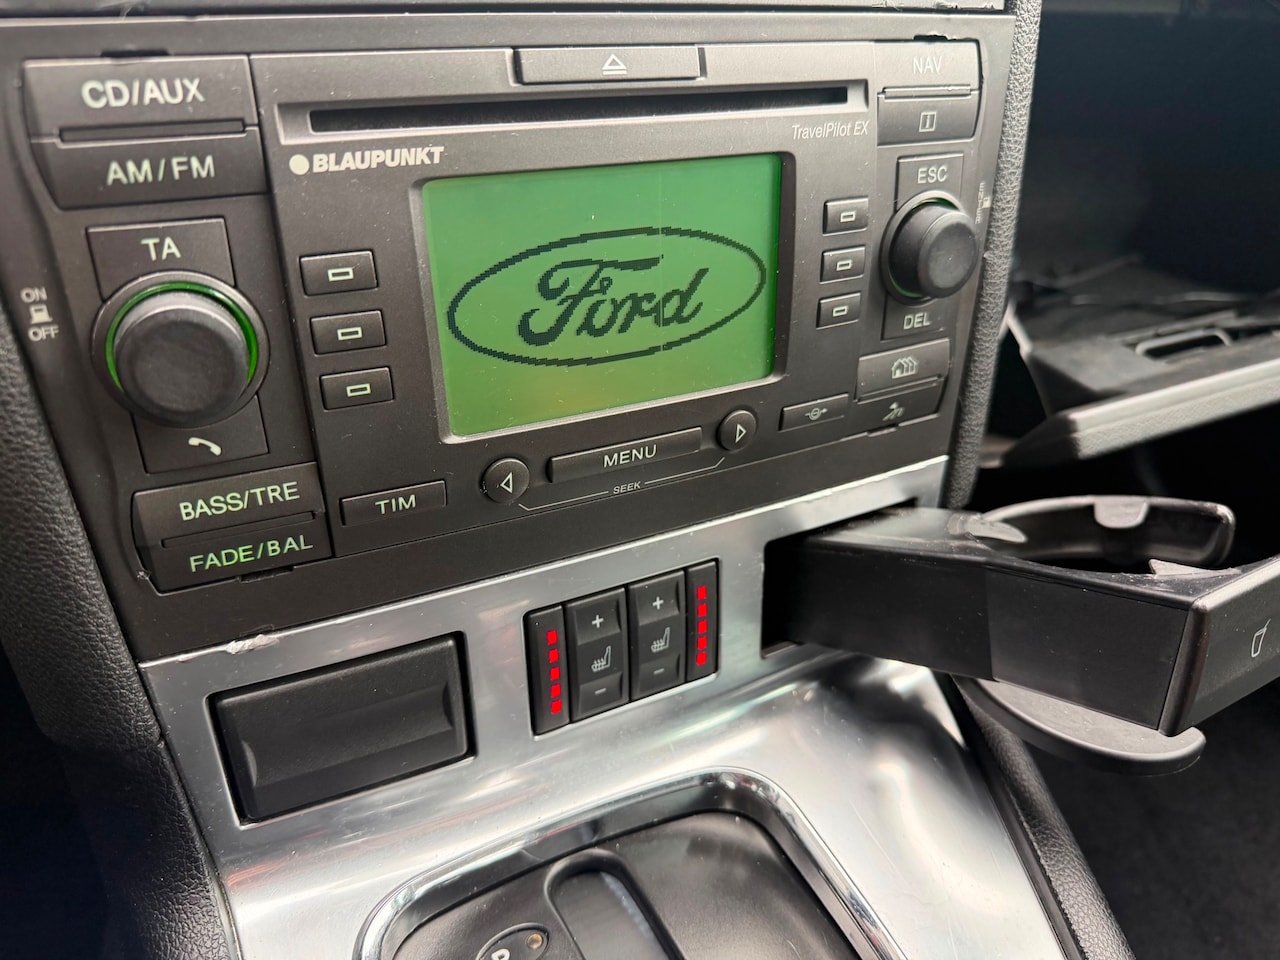 CD/AUX
AM/FM
NAV
TravelPilot EX
BLAUPUNKT
ESC
TA
ON
OFF
Ford
DEL
MENU
SEEK
BASS/TRE
TIM
FADE/BAL
+
+
-
-
P